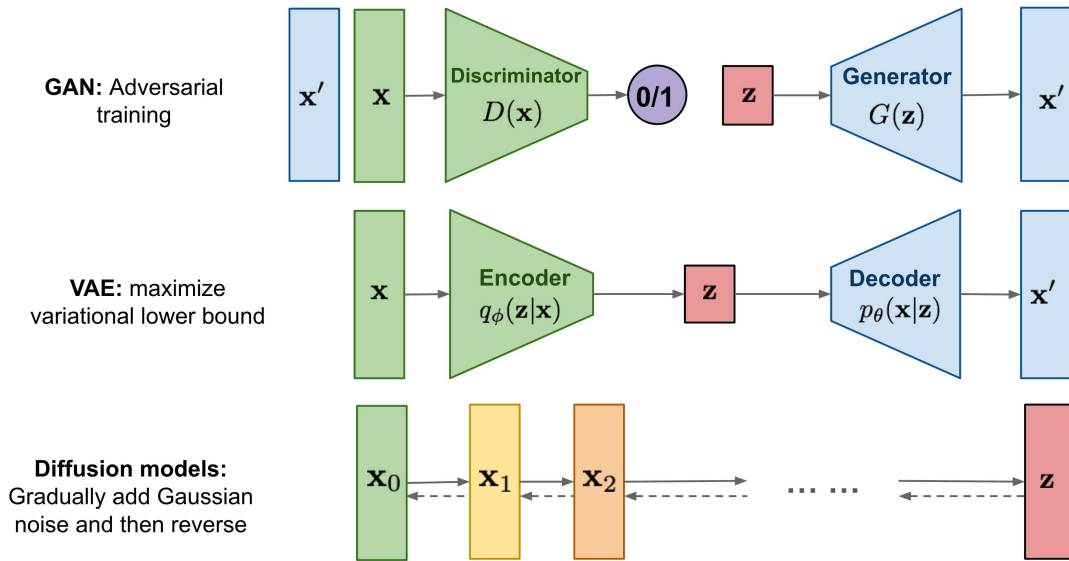 GAN: Adversarial
training
x′
x
Discriminator
D(x)
0/1
z
Generator
G(z)
x′
VAE: maximize
variational lower bound
x
Encoder
qϕ(z|x)
z
Decoder
pθ(x|z)
x′
Diffusion models:
Gradually add Gaussian
noise and then reverse
x₀
x₁
x₂
... ...
z